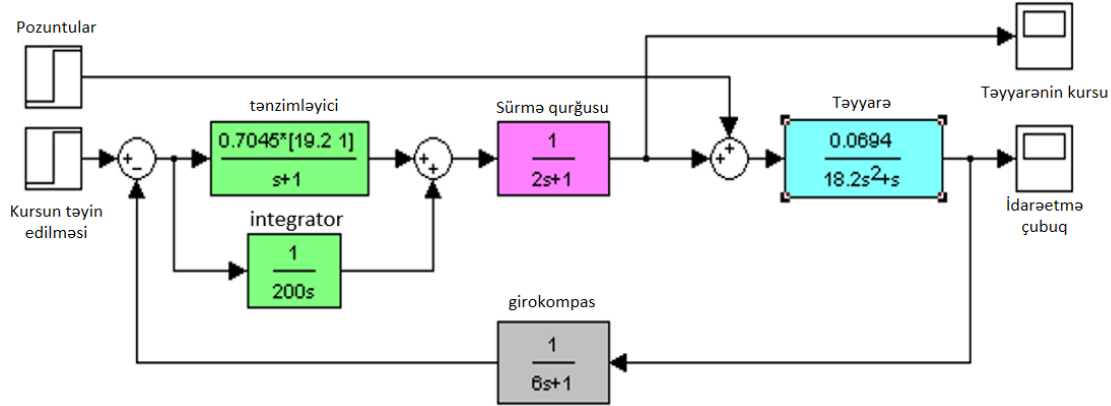 Pozuntular
Təyyarənin kursu
tənzimləyici
Sürmə qurğusu
Təyyarə
0.7045*[19.2 1]
s+1
1
2s+1
0.0694
18.2s²+s
Kursun təyin
edilməsi
integrator
1
200s
İdarəetmə
çubuq
girokompas
1
6s+1